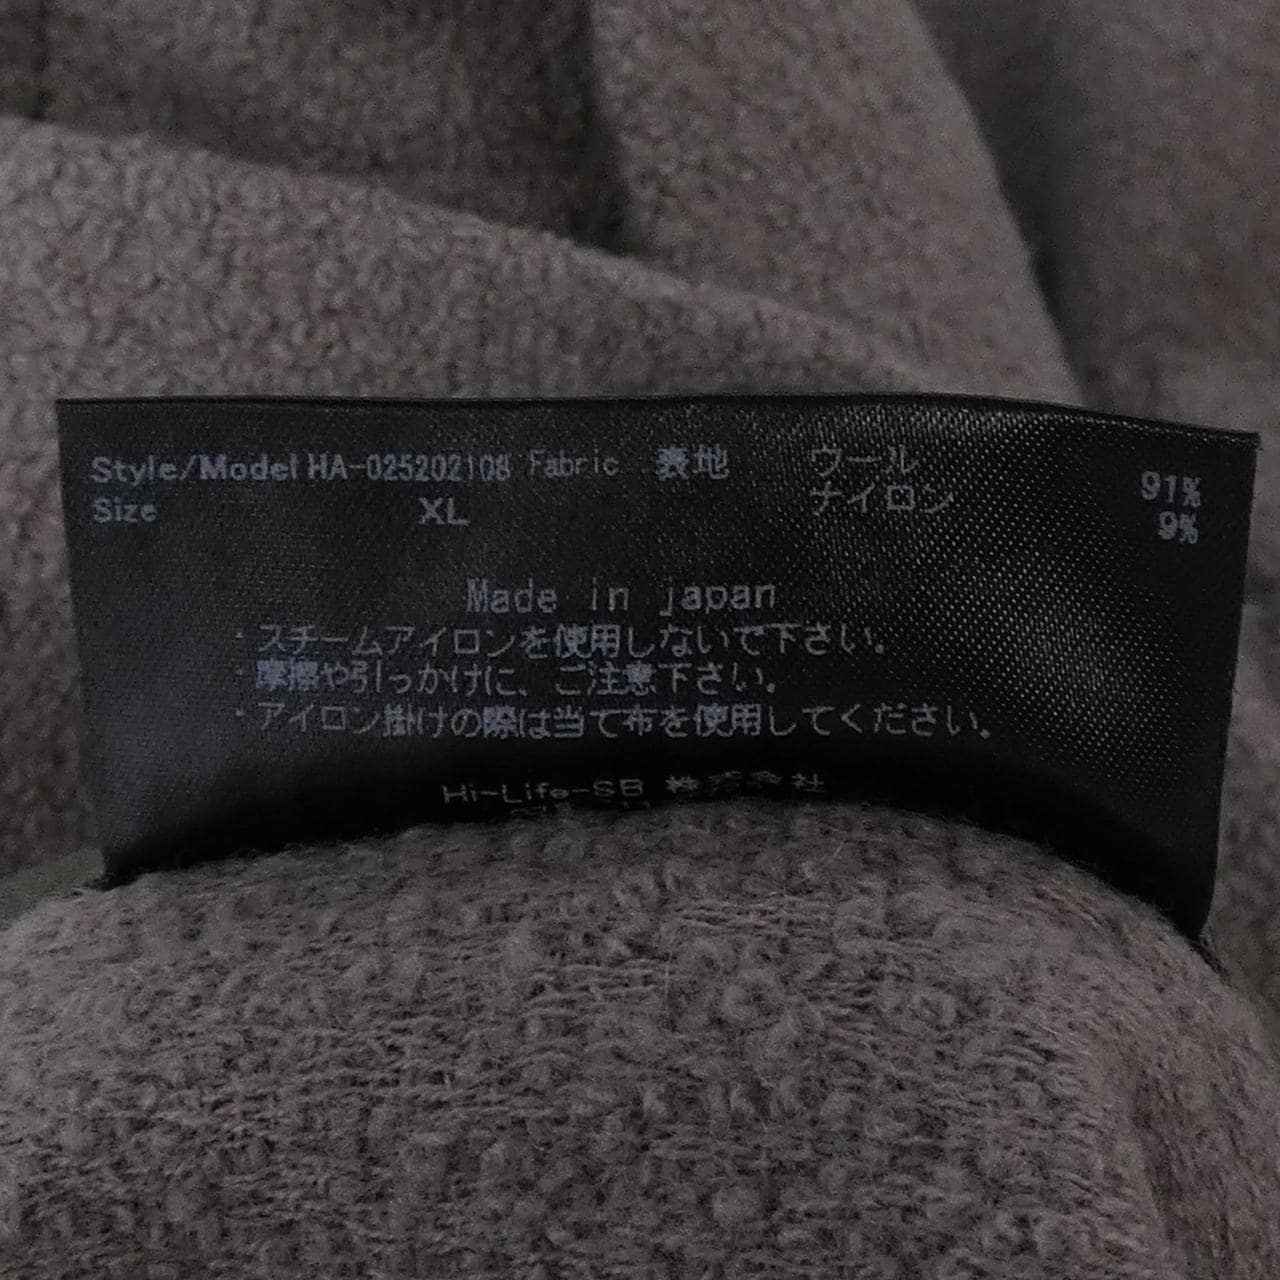 Style/Model HA-025202108 Fabric 表地 ウール 91%
Size XL ナイロン 9%
Made in japan
・スチームアイロンを使用しないで下さい。
・摩擦や引っかけに、ご注意下さい。
・アイロン掛けの際は当て布を使用してください。
Hi-Life-SB 株式会社